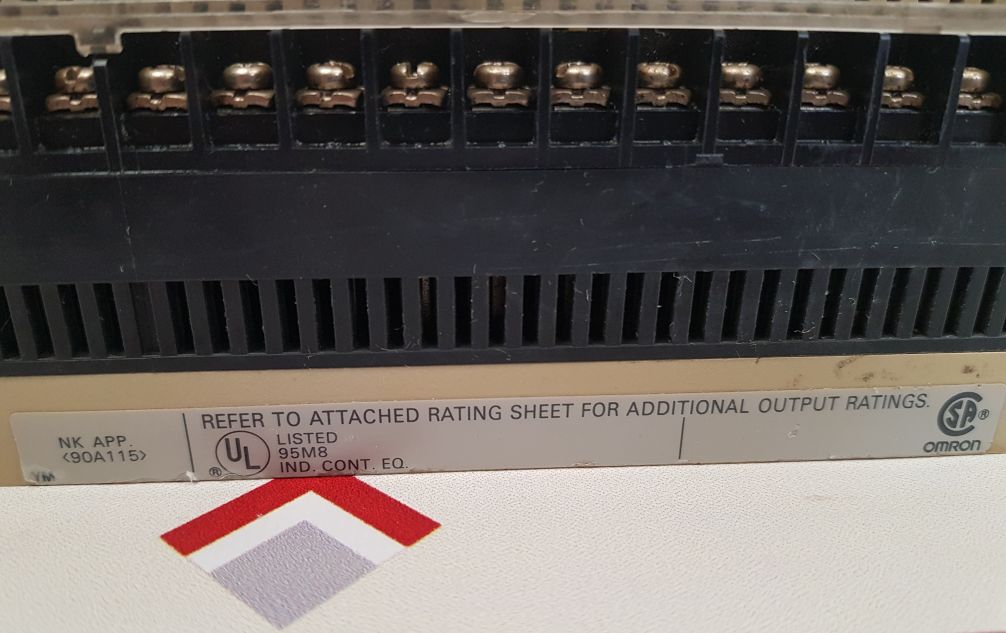 NK APP.
<90A115>
REFER TO ATTACHED RATING SHEET FOR ADDITIONAL OUTPUT RATINGS.
UL
®
LISTED
95M8
IND. CONT. EQ.
SA®
OMRON